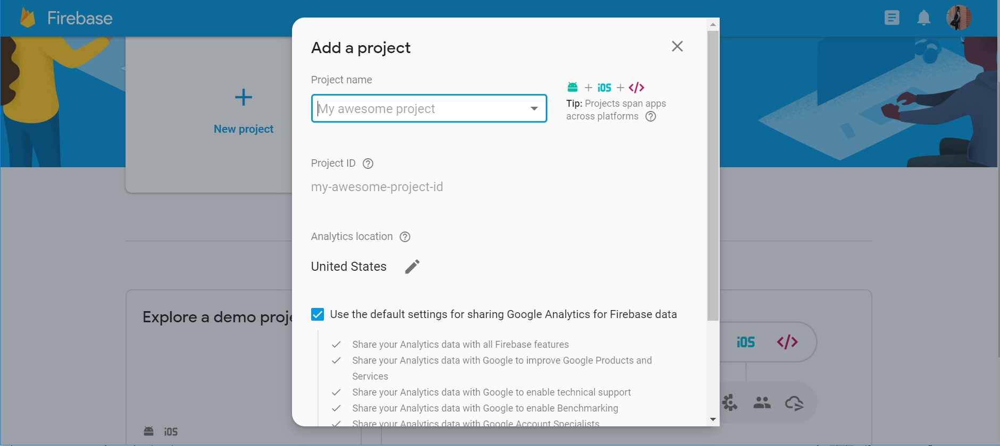 Firebase
Add a project
Project name
My awesome project
iOS
</>
Tip: Projects span apps
across platforms
New project
Project ID
my-awesome-project-id
Analytics location
United States
Use the default settings for sharing Google Analytics for Firebase data
Share your Analytics data with all Firebase features
Share your Analytics data with Google to improve Google Products and
Services
Share your Analytics data with Google to enable technical support
Share your Analytics data with Google to enable Benchmarking
Share your Analytics data with Google Account Specialists
Explore a demo proje
iOS
iOS
</>